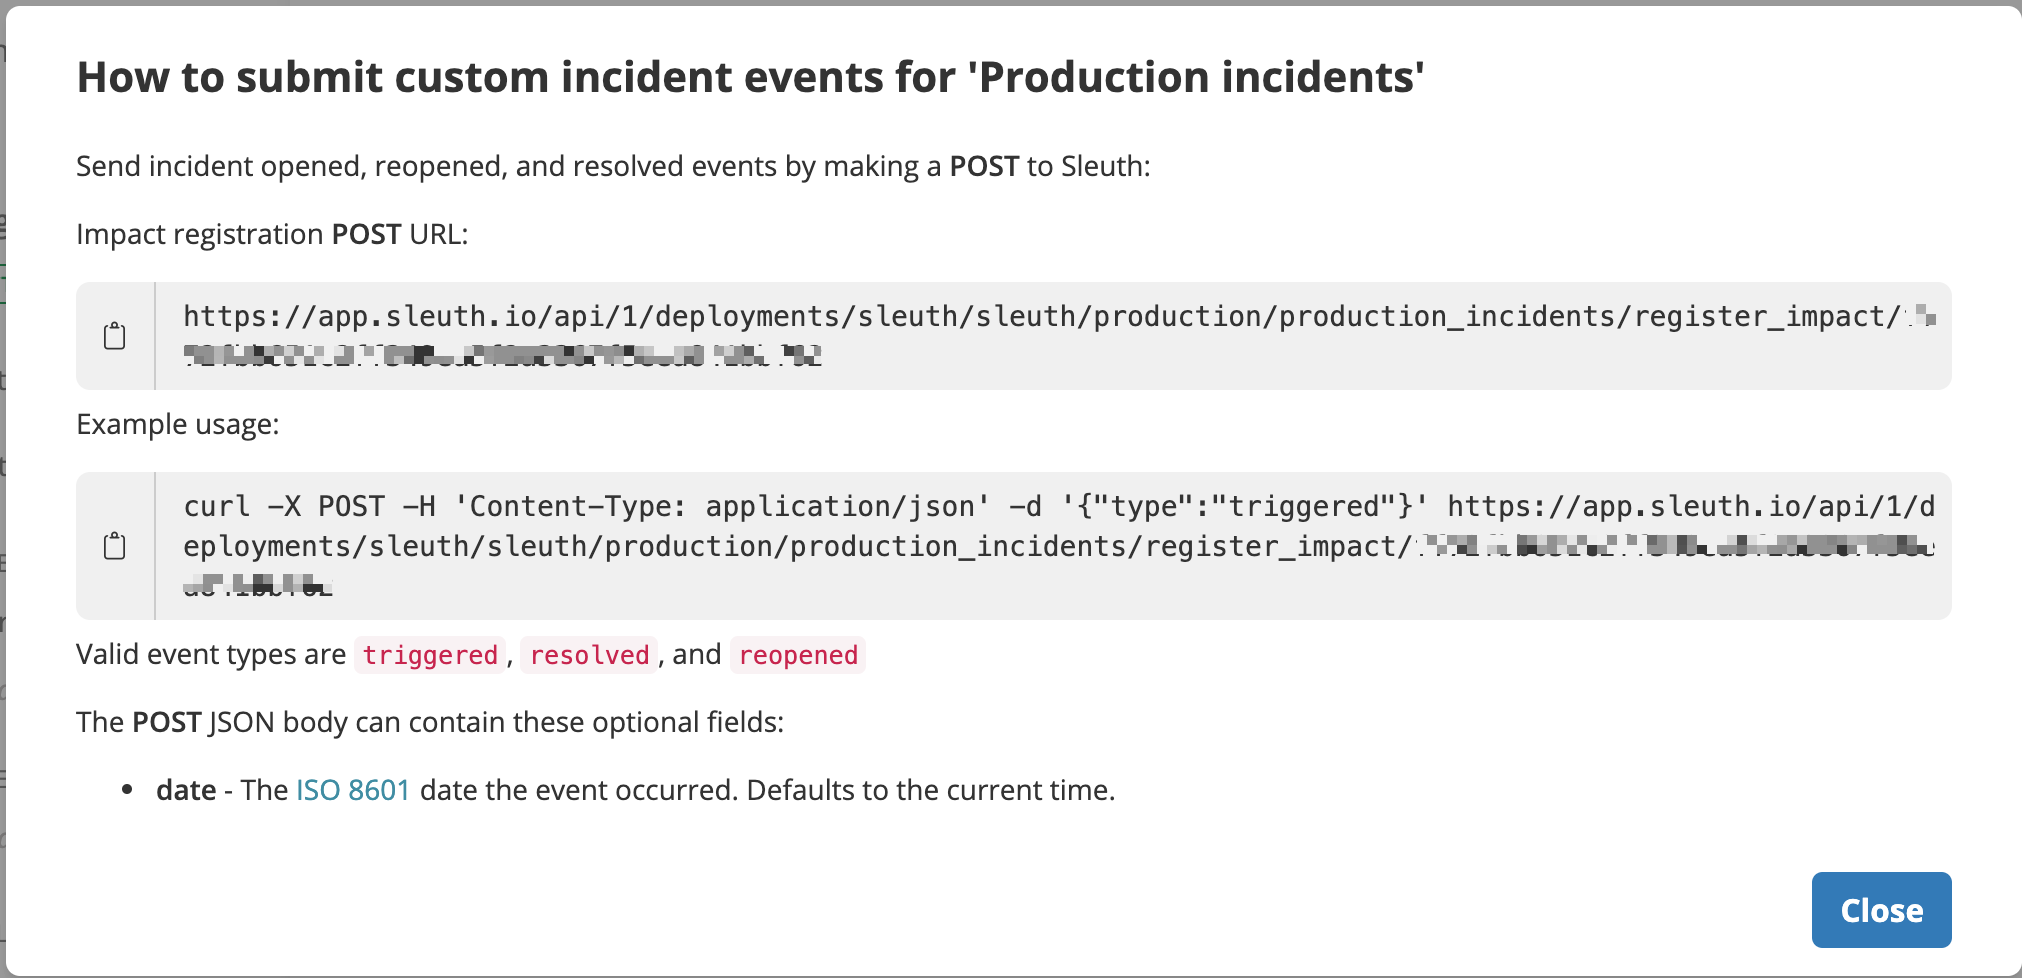 How to submit custom incident events for 'Production incidents'
Send incident opened, reopened, and resolved events by making a POST to Sleuth:
Impact registration POST URL:
https://app.sleuth.io/api/1/deployments/sleuth/sleuth/production/production_incidents/register_impact/
Example usage:
curl -X POST -H 'Content-Type: application/json' -d '{"type":"triggered"}' https://app.sleuth.io/api/1/d
eployments/sleuth/sleuth/production/production_incidents/register_impact/
Valid event types are triggered, resolved, and reopened
The POST JSON body can contain these optional fields:
• date - The ISO 8601 date the event occurred. Defaults to the current time.
Close